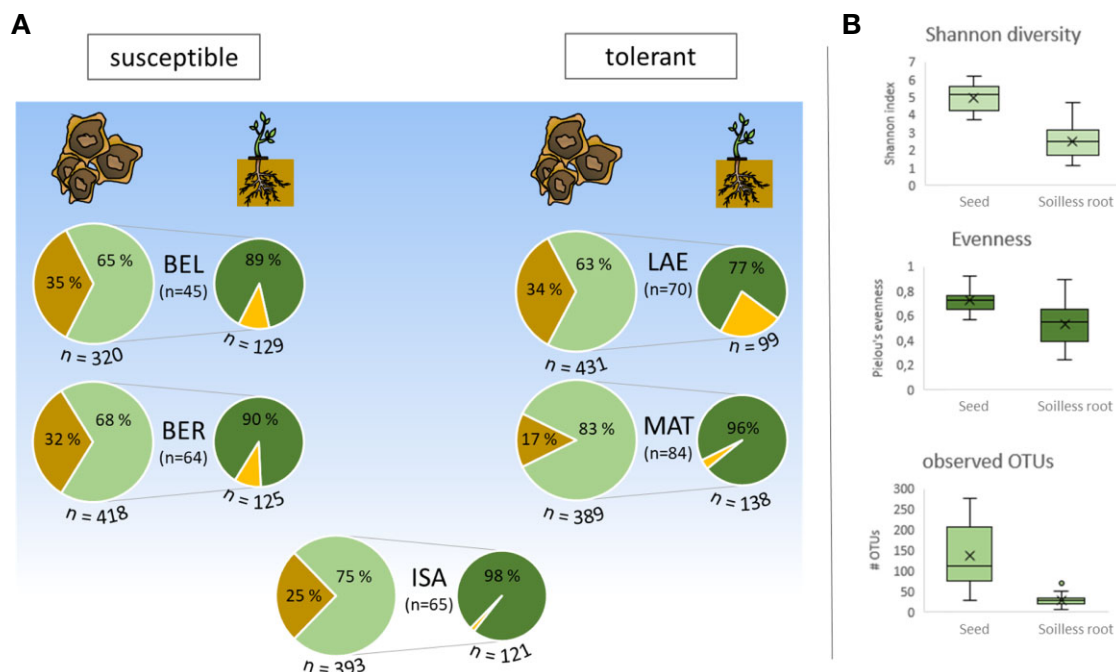 A
susceptible
tolerant
65 %
35 %
BEL
(n=45)
89 %
n = 320
n = 129
63 %
34 %
LAE
(n=70)
77 %
n = 431
n = 99
68 %
32 %
BER
(n=64)
90 %
n = 418
n = 125
83 %
17 %
MAT
(n=84)
96%
n = 389
n = 138
75 %
25 %
ISA
(n=65)
98 %
n = 393
n = 121
B
Shannon diversity
Shannon index
7
6
5
4
3
2
1
0
Seed
Soilless root
Evenness
Pielou's evenness
1
0,8
0,6
0,4
0,2
0
Seed
Soilless root
observed OTUs
# OTUs
300
250
200
150
100
50
0
Seed
Soilless root